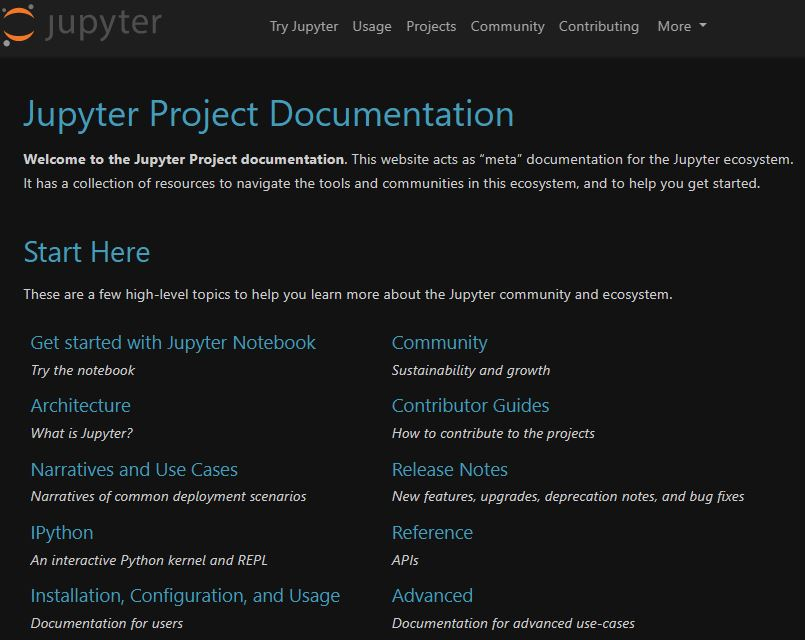 jupyter
Try Jupyter Usage Projects Community Contributing More
Jupyter Project Documentation
Welcome to the Jupyter Project documentation. This website acts as “meta” documentation for the Jupyter ecosystem.
It has a collection of resources to navigate the tools and communities in this ecosystem, and to help you get started.
Start Here
These are a few high-level topics to help you learn more about the Jupyter community and ecosystem.
Get started with Jupyter Notebook
Try the notebook
Community
Sustainability and growth
Architecture
What is Jupyter?
Contributor Guides
How to contribute to the projects
Narratives and Use Cases
Narratives of common deployment scenarios
Release Notes
New features, upgrades, deprecation notes, and bug fixes
IPython
An interactive Python kernel and REPL
Reference
APIs
Installation, Configuration, and Usage
Documentation for users
Advanced
Documentation for advanced use-cases